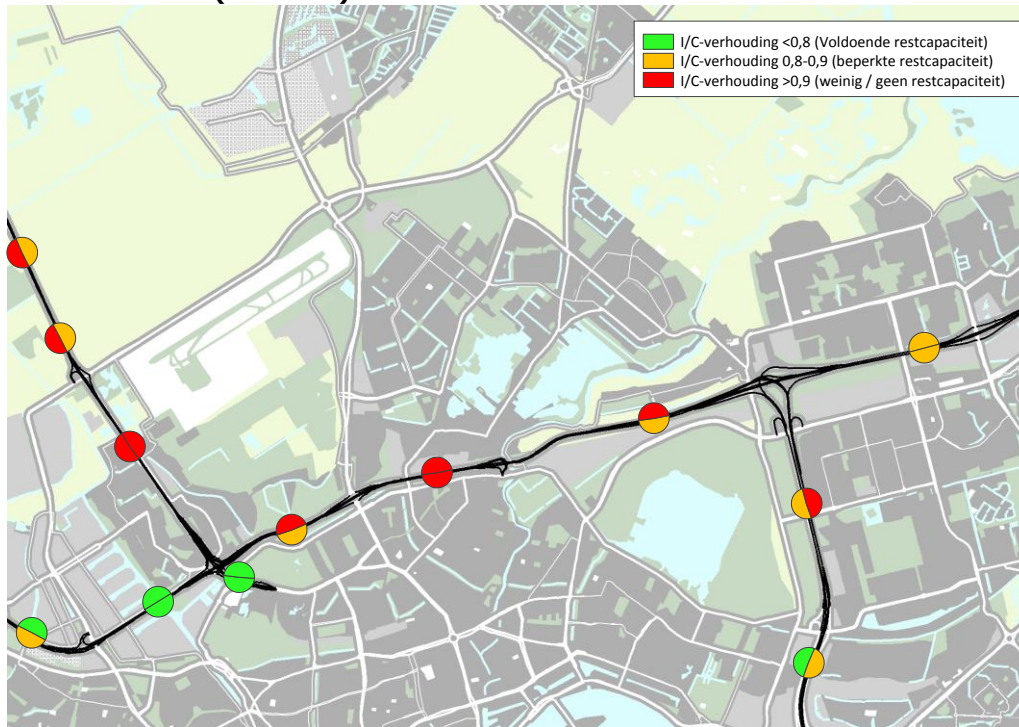 I/C-verhouding <0,8 (Voldoende restcapaciteit)
I/C-verhouding 0,8-0,9 (beperkte restcapaciteit)
I/C-verhouding >0,9 (weinig / geen restcapaciteit)